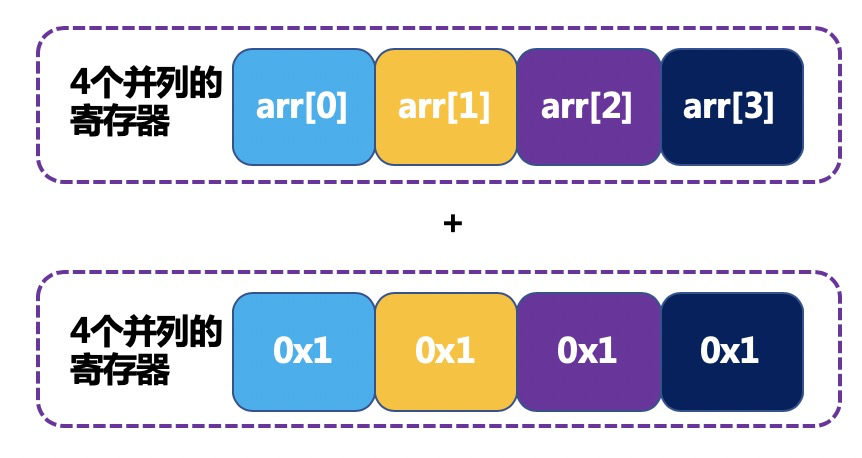 4个并列的
寄存器
arr[0] arr[1] arr[2] arr[3]
+
4个并列的
寄存器
0x1 0x1 0x1 0x1